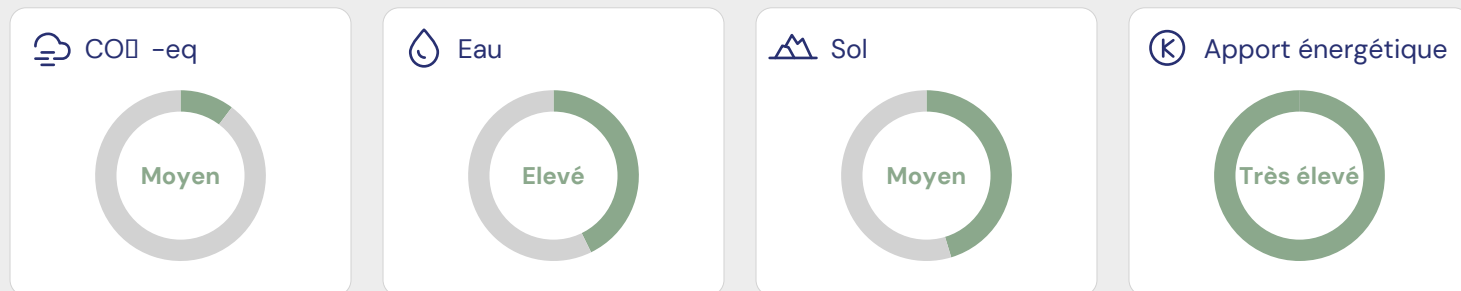 CO▯ -eq
Eau
Sol
Apport énergétique
Moyen
Elevé
Moyen
Très élevé